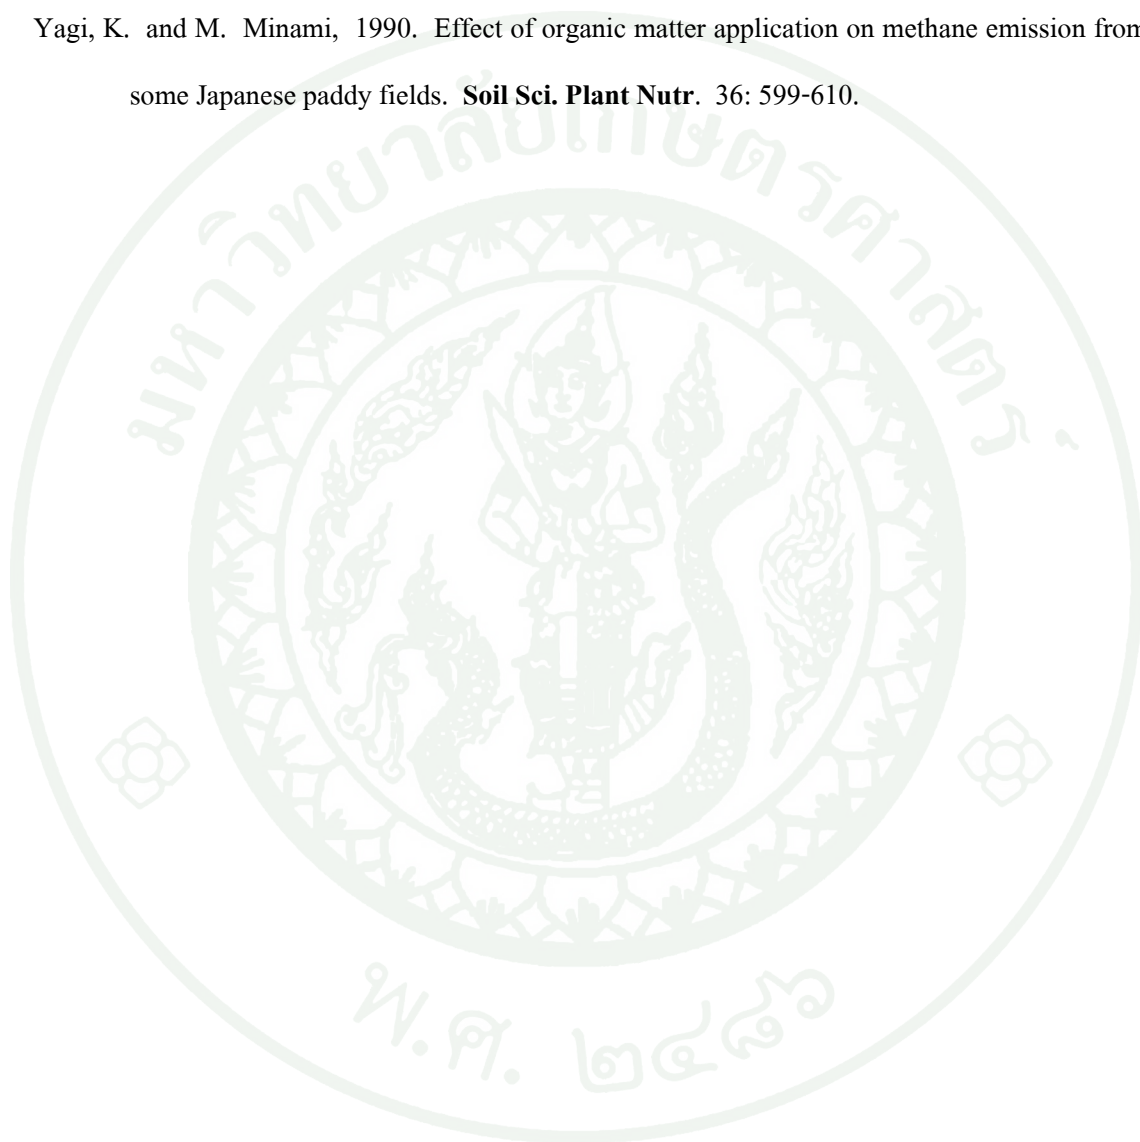 Yagi, K. and M. Minami, 1990. Effect of organic matter application on methane emission from
some Japanese paddy fields. Soil Sci. Plant Nutr. 36: 599-610.
มหาวิทยาลัยเกษตรศาสตร์
พ.ศ. ๒๔๘๖